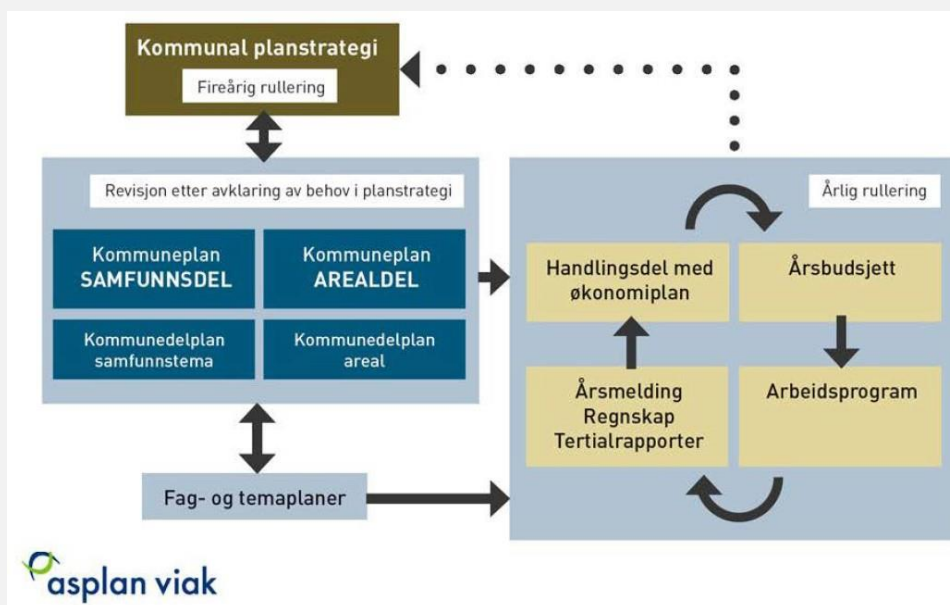 Kommunal planstrategi
Fireårig rullering
Revisjon etter avklaring av behov i planstrategi
Kommuneplan
SAMFUNNSDEL
Kommuneplan
AREALDEL
Kommunedelplan
samfunnstema
Kommunedelplan
areal
Fag- og temaplaner
Årlig rullering
Handlingsdel med
økonomiplan
Årsbudsjett
Årsmelding
Regnskap
Tertialrapporter
Arbeidsprogram
asplan viak